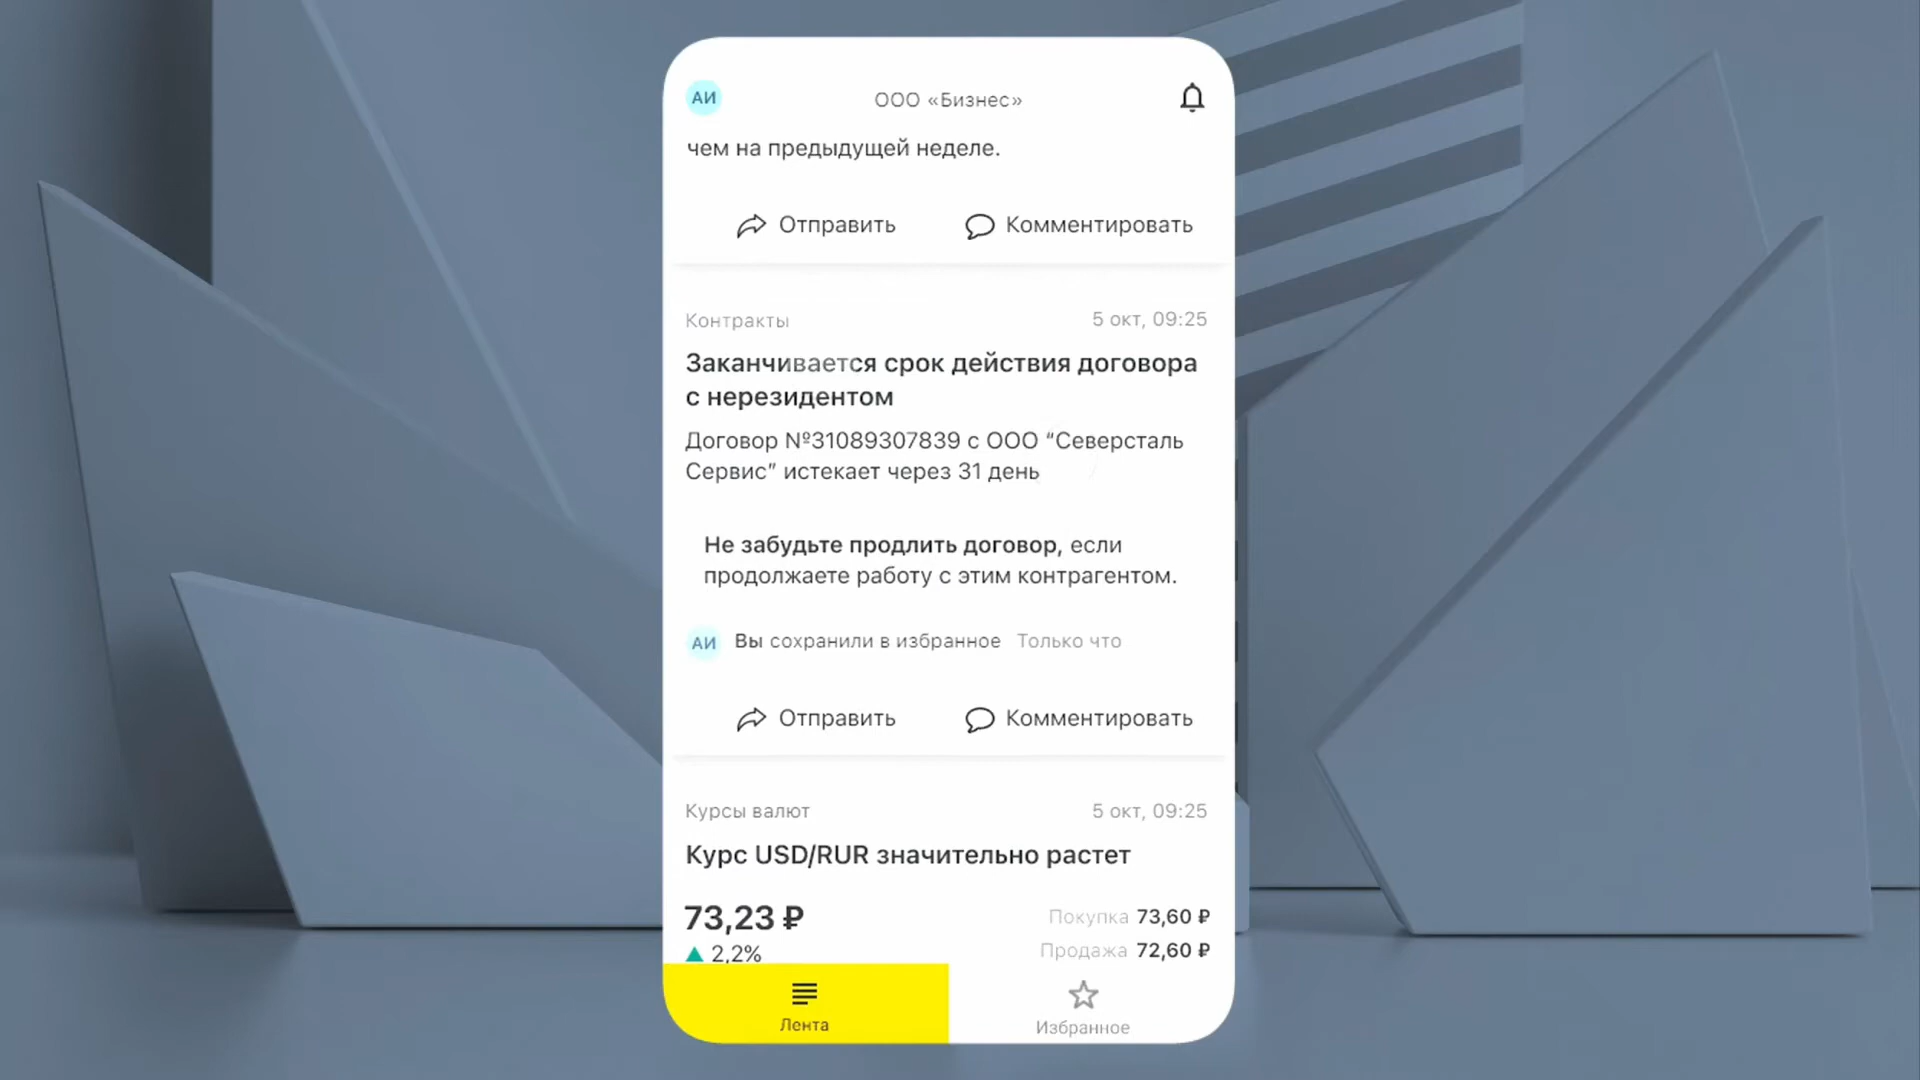 АИ
ООО «Бизнес»
чем на предыдущей неделе.
Отправить
Комментировать
Контракты
5 окт, 09:25
Заканчивается срок действия договора
с нерезидентом
Договор №31089307839 с ООО “Северсталь
Сервис” истекает через 31 день
Не забудьте продлить договор, если
продолжаете работу с этим контрагентом.
АИ
Вы сохранили в избранное Только что
Отправить
Комментировать
Курсы валют
5 окт, 09:25
Курс USD/RUR значительно растет
73,23 ₽
Покупка 73,60 ₽
2,2%
Продажа 72,60 ₽
Лента
Избранное